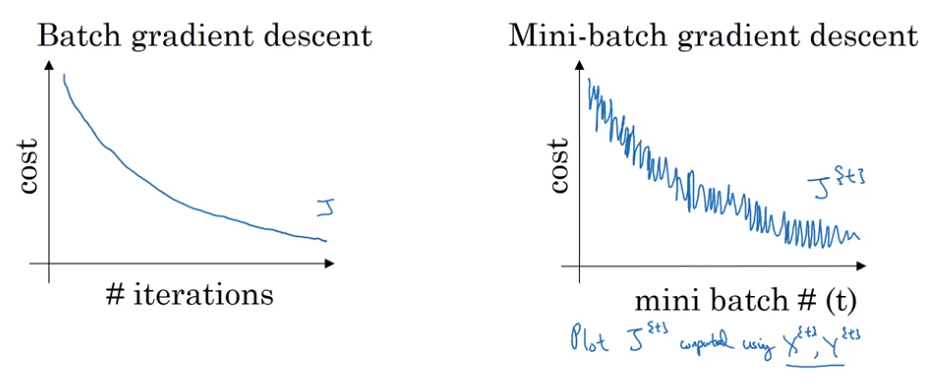 Batch gradient descent
cost
J
# iterations
Mini-batch gradient descent
cost
J^{t}
mini batch # (t)
Plot J^{t} computed using X^{t}, Y^{t}